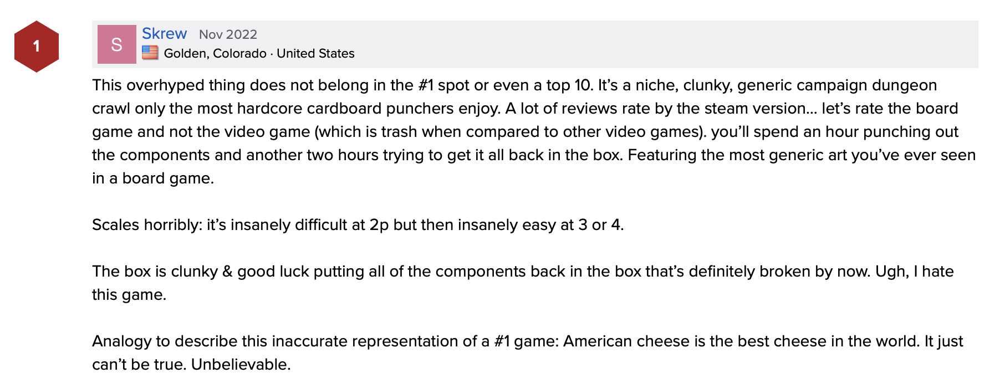 1
S
Skrew Nov 2022
Golden, Colorado · United States
This overhyped thing does not belong in the #1 spot or even a top 10. It’s a niche, clunky, generic campaign dungeon
crawl only the most hardcore cardboard punchers enjoy. A lot of reviews rate by the steam version... let’s rate the board
game and not the video game (which is trash when compared to other video games). you’ll spend an hour punching out
the components and another two hours trying to get it all back in the box. Featuring the most generic art you’ve ever seen
in a board game.
Scales horribly: it’s insanely difficult at 2p but then insanely easy at 3 or 4.
The box is clunky & good luck putting all of the components back in the box that’s definitely broken by now. Ugh, I hate
this game.
Analogy to describe this inaccurate representation of a #1 game: American cheese is the best cheese in the world. It just
can’t be true. Unbelievable.